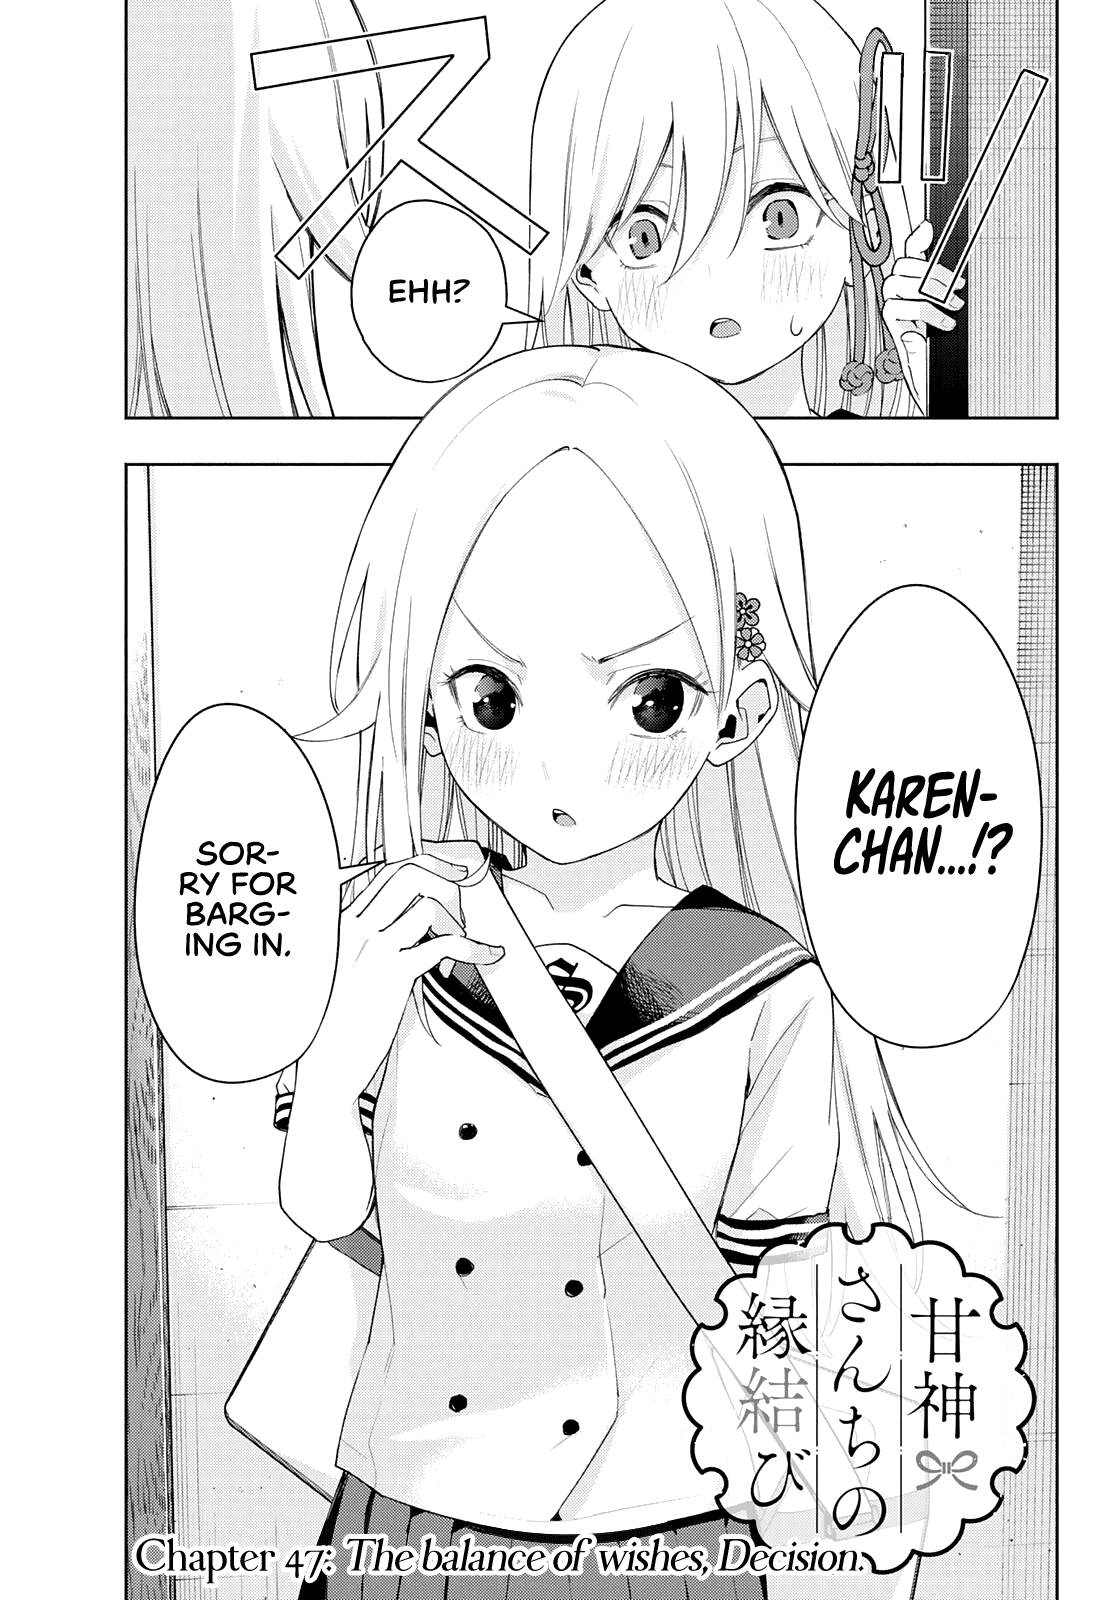 スーッ
EHH?
KAREN-
CHAN...!?
SOR-
RY FOR
BARG-
ING IN.
S
甘神
さんちの
縁結び
Chapter 47: The balance of wishes, Decision.